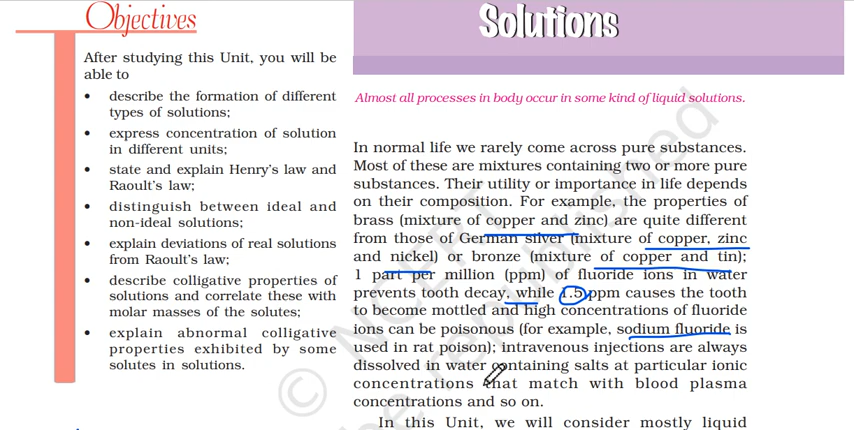 Objectives
After studying this Unit, you will be
able to
• describe the formation of different
types of solutions;
• express concentration of solution
in different units;
• state and explain Henry's law and
Raoult's law;
• distinguish between ideal and
non-ideal solutions;
• explain deviations of real solutions
from Raoult's law;
• describe colligative properties of
solutions and correlate these with
molar masses of the solutes;
• explain abnormal colligative
properties exhibited by some
solutes in solutions.
Solutions
Almost all processes in body occur in some kind of liquid solutions.
In normal life we rarely come across pure substances.
Most of these are mixtures containing two or more pure
substances. Their utility or importance in life depends
on their composition. For example, the properties of
brass (mixture of copper and zinc) are quite different
from those of German silver (mixture of copper, zinc
and nickel) or bronze (mixture of copper and tin);
1 part per million (ppm) of fluoride ions in water
prevents tooth decay, while 1.5 ppm causes the tooth
to become mottled and high concentrations of fluoride
ions can be poisonous (for example, sodium fluoride is
used in rat poison); intravenous injections are always
dissolved in water containing salts at particular ionic
concentrations that match with blood plasma
concentrations and so on.
In this Unit, we will consider mostly liquid
© NCERT
be republished